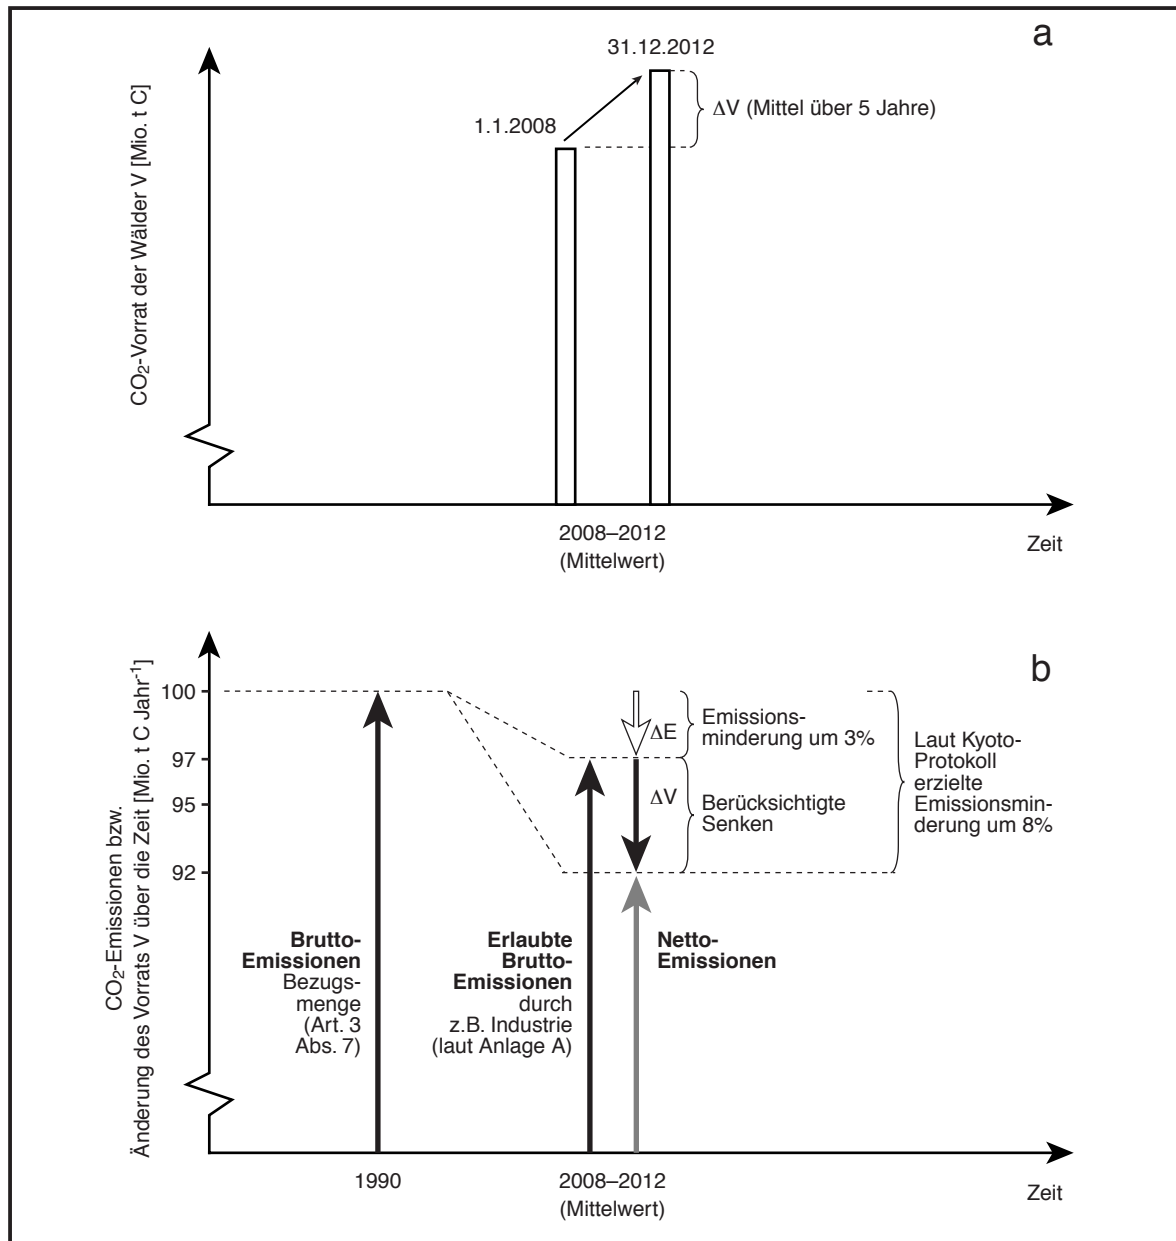 a
31.12.2012
1.1.2008
ΔV (Mittel über 5 Jahre)
CO₂-Vorrat der Wälder V [Mio. t C]
2008–2012
(Mittelwert)
Zeit
b
CO₂-Emissionen bzw.
Änderung des Vorrats V über die Zeit [Mio. t C Jahr⁻¹]
100
97
95
92
ΔE
Emissions-
minderung um 3%
ΔV
Berücksichtigte
Senken
Laut Kyoto-
Protokoll
erzielte
Emissionsmin-
derung um 8%
Brutto-
Emissionen
Bezugs-
menge
(Art. 3
Abs. 7)
Erlaubte
Brutto-
Emissionen
durch
z.B. Industrie
(laut Anlage A)
Netto-
Emissionen
1990
2008–2012
(Mittelwert)
Zeit